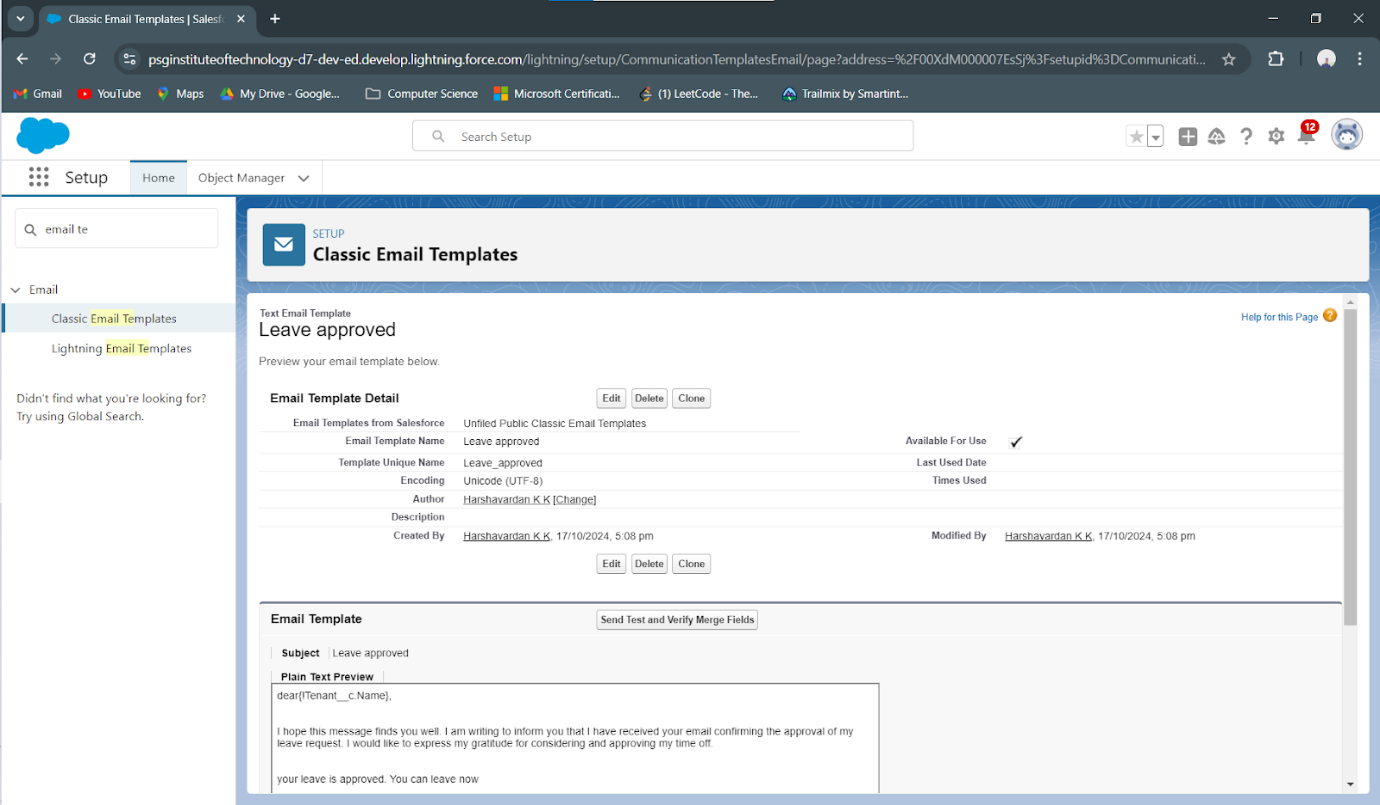 Classic Email Templates | Salesf
psginstituteoftechnology-d7-dev-ed.develop.lightning.force.com/lightning/setup/CommunicationTemplatesEmail/page?address=%2F00XdM000007EsSj%3Fsetupid%3DCommunicati...
Gmail YouTube Maps My Drive - Google... Computer Science Microsoft Certificati... (1) LeetCode - The... Trailmix by Smartint...
Search Setup
12
Setup Home Object Manager
email te
Email
Classic Email Templates
Lightning Email Templates
Didn't find what you're looking for?
Try using Global Search.
SETUP
Classic Email Templates
Text Email Template
Leave approved
Help for this Page ?
Preview your email template below.
Email Template Detail Edit Delete Clone
Email Templates from Salesforce Unfiled Public Classic Email Templates
Email Template Name Leave approved Available For Use ✓
Template Unique Name Leave_approved Last Used Date
Encoding Unicode (UTF-8) Times Used
Author Harshavardan K K [Change]
Description
Created By Harshavardan K K, 17/10/2024, 5:08 pm Modified By Harshavardan K K, 17/10/2024, 5:08 pm
Edit Delete Clone
Email Template Send Test and Verify Merge Fields
Subject Leave approved
Plain Text Preview
dear{!Tenant__c.Name},
I hope this message finds you well. I am writing to inform you that I have received your email confirming the approval of my
leave request. I would like to express my gratitude for considering and approving my time off.
your leave is approved. You can leave now